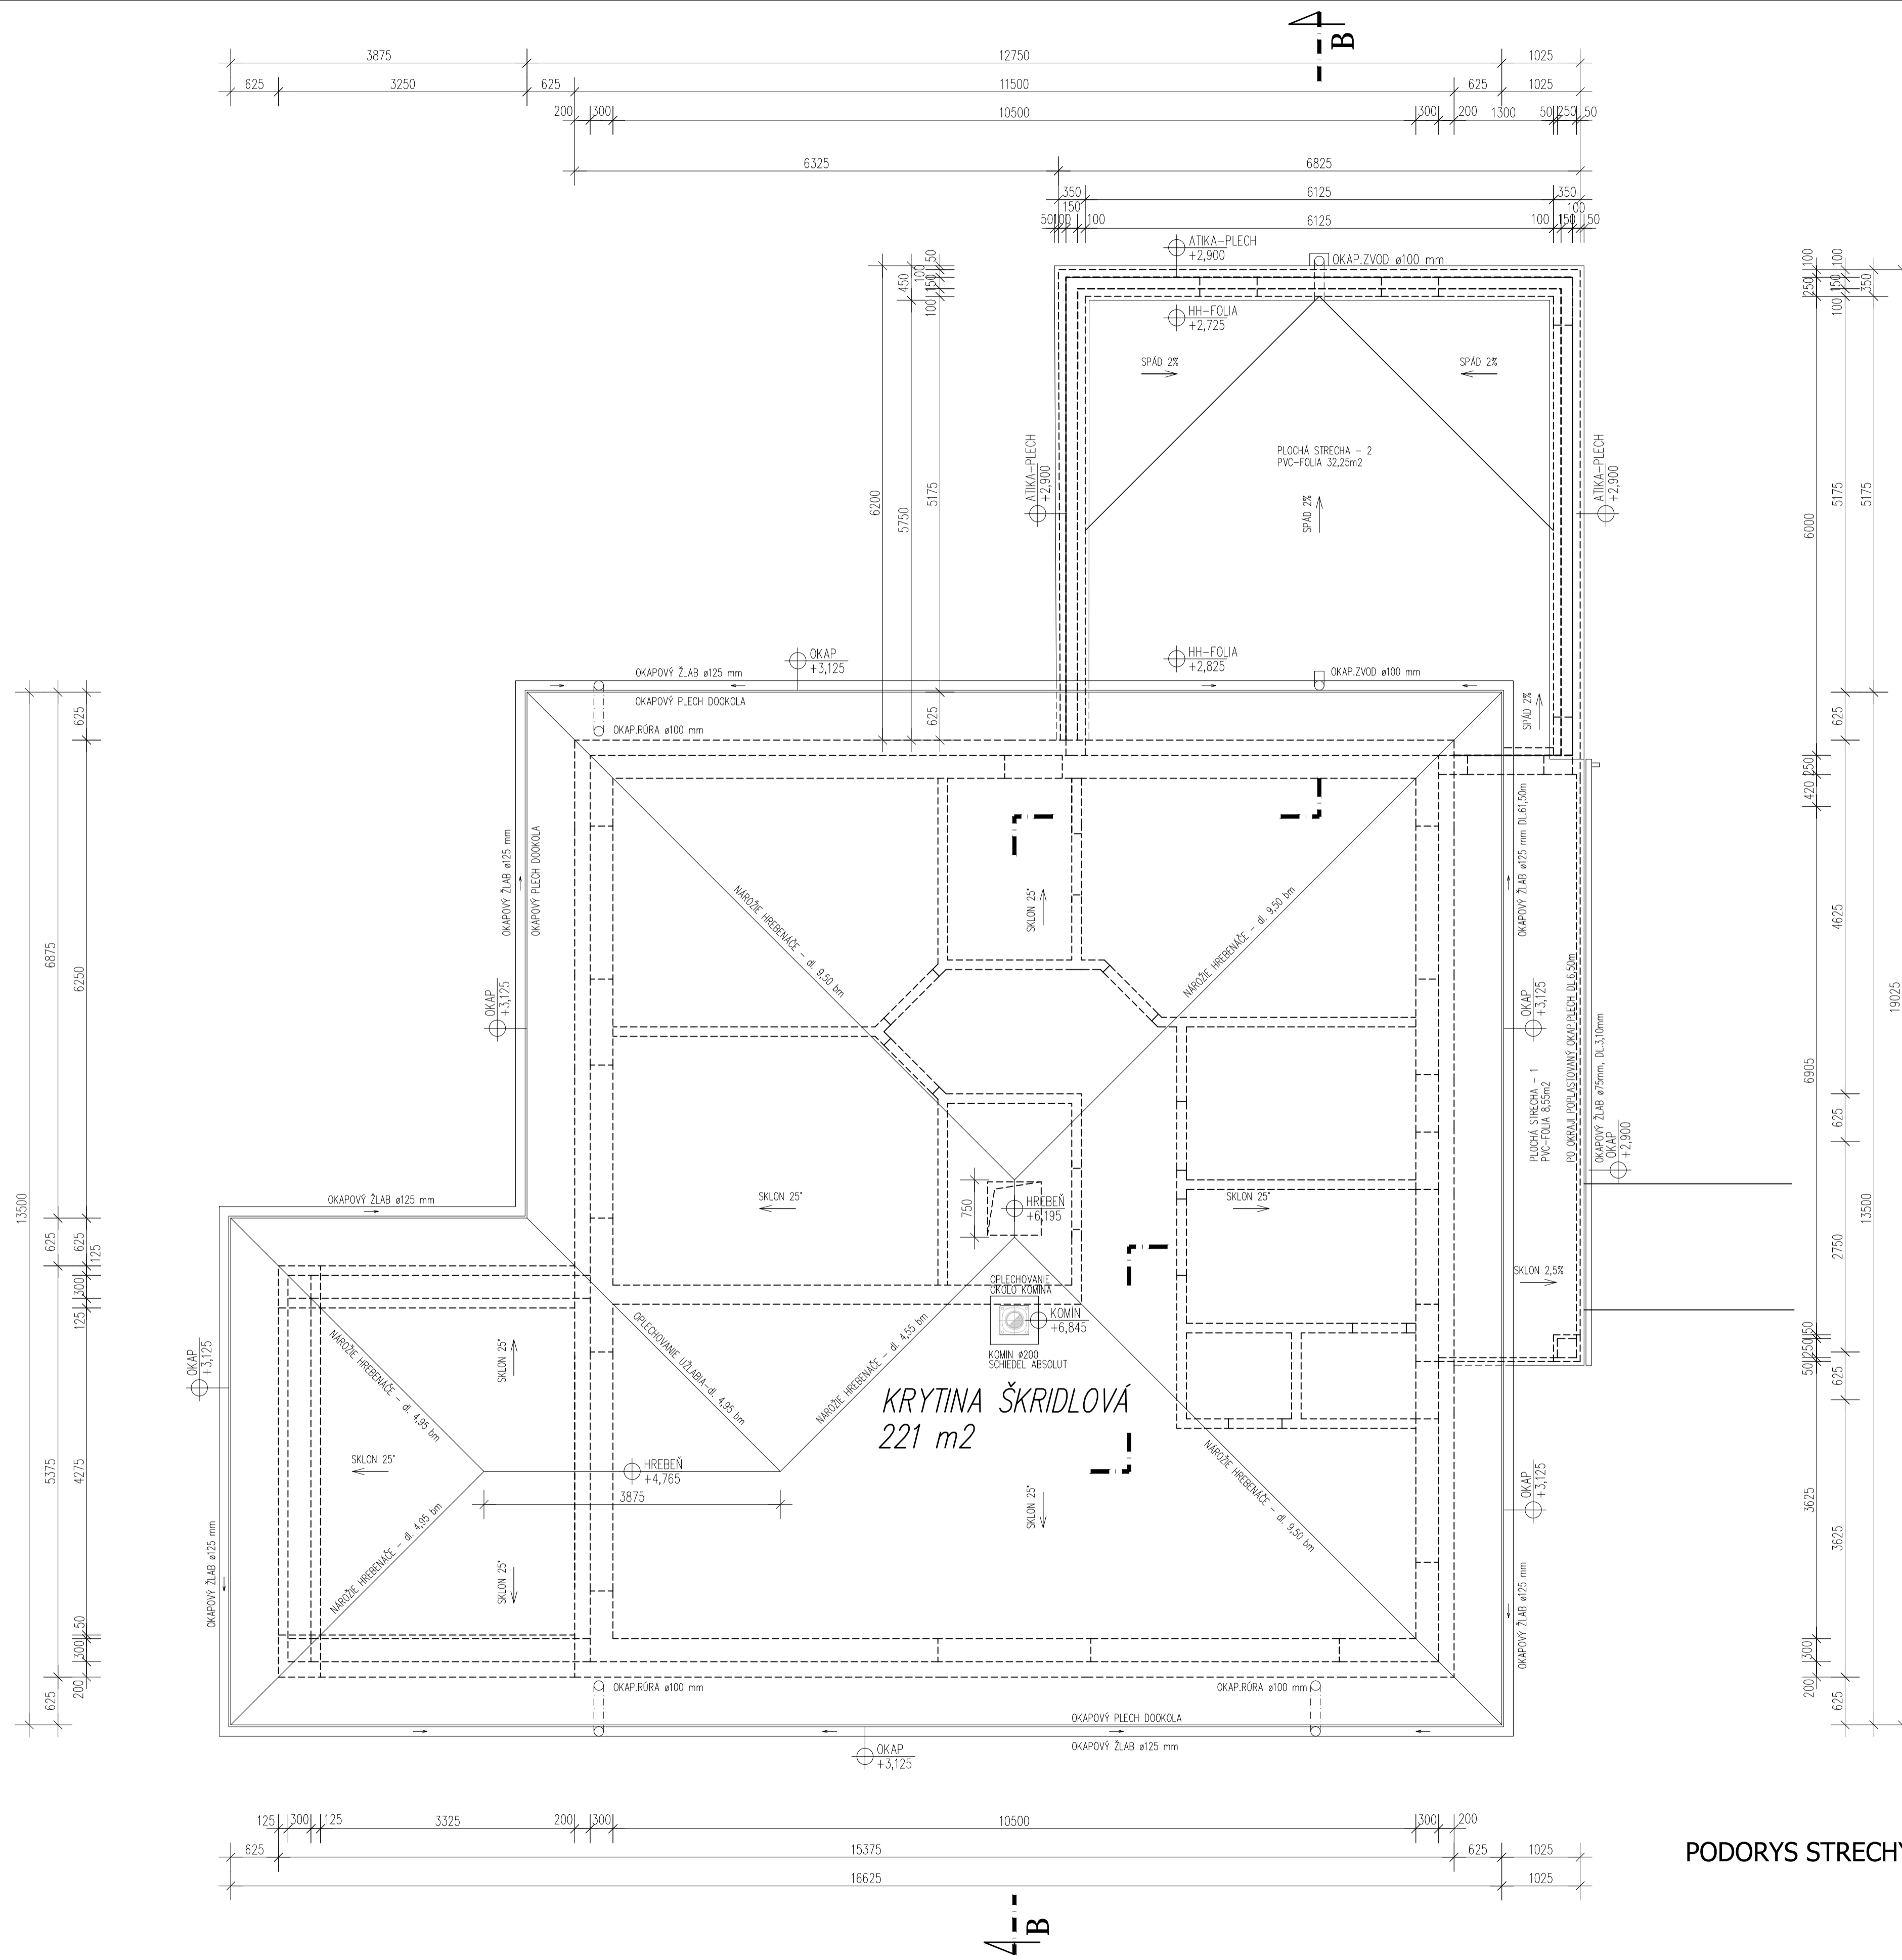 B
3875
12750
1025
625
3250
625
11500
625
1025
200
300
10500
300
200
1300
50
250
50
6325
6825
350
6125
350
150
100
50
100
100
6125
100
150
50
ATIKA-PLECH
+2,900
OKAP.ZVOD ø100 mm
HH-FOLIA
+2,725
SPÁD 2%
SPÁD 2%
PLOCHÁ STRECHA - 2
PVC-FOLIA 32,25m2
SPÁD 2%
ATIKA-PLECH
+2,900
ATIKA-PLECH
+2,900
6200
450
5750
50
100
150
100
5175
625
100
250
6000
100
150
100
5175
350
5175
OKAP
+3,125
HH-FOLIA
+2,825
OKAPOVÝ ŽLAB ø125 mm
OKAP.ZVOD ø100 mm
OKAPOVÝ PLECH DOOKOLA
OKAP.RÚRA ø100 mm
SPÁD 2%
OKAPOVÝ ŽLAB ø125 mm
OKAPOVÝ PLECH DOOKOLA
OKAP
+3,125
NÁROŽIE HREBENÁČE - dl. 9,50 bm
SKLON 25°
NÁROŽIE HREBENÁČE - dl. 9,50 bm
OKAPOVÝ ŽLAB ø125 mm DL.61,50m
OKAP
+3,125
PLOCHÁ STRECHA - 1
PVC-FOLIA 8,55m2
PO OKRAJI POPLASTOVANÝ OKAP.PLECH DL.6,50m
OKAPOVÝ ŽLAB ø75mm, DL.3,10mm
OKAP
+2,900
625
6250
6875
13500
625
625
125
300
125
5375
4275
50
300
200
625
625
250
420
4625
6905
625
2750
13500
19025
50
250
50
625
3625
3625
300
200
625
OKAPOVÝ ŽLAB ø125 mm
SKLON 25°
750
HREBEŇ
+6,195
SKLON 25°
SKLON 2,5%
OPLECHOVANIE
OKOLO KOMÍNA
KOMÍN
+6,845
KOMIN Ø200
SCHIEDEL ABSOLUT
OKAP
+3,125
NÁROŽIE HREBENÁČE - dl. 4,95 bm
SKLON 25°
OPLECHOVANIE UŽLABIA-dl. 4,95 bm
NÁROŽIE HREBENÁČE - dl. 4,55 bm
KRYTINA ŠKRIDLOVÁ
221 m2
SKLON 25°
HREBEŇ
+4,765
3875
NÁROŽIE HREBENÁČE - dl. 4,95 bm
SKLON 25°
SKLON 25°
NÁROŽIE HREBENÁČE - dl. 9,50 bm
OKAP
+3,125
OKAPOVÝ ŽLAB ø125 mm
OKAPOVÝ ŽLAB ø125 mm
OKAP.RÚRA ø100 mm
OKAP.RÚRA ø100 mm
OKAPOVÝ PLECH DOOKOLA
OKAPOVÝ ŽLAB ø125 mm
OKAP
+3,125
125
300
125
3325
200
300
10500
300
200
625
15375
625
1025
16625
1025
PODORYS STRECHY
B